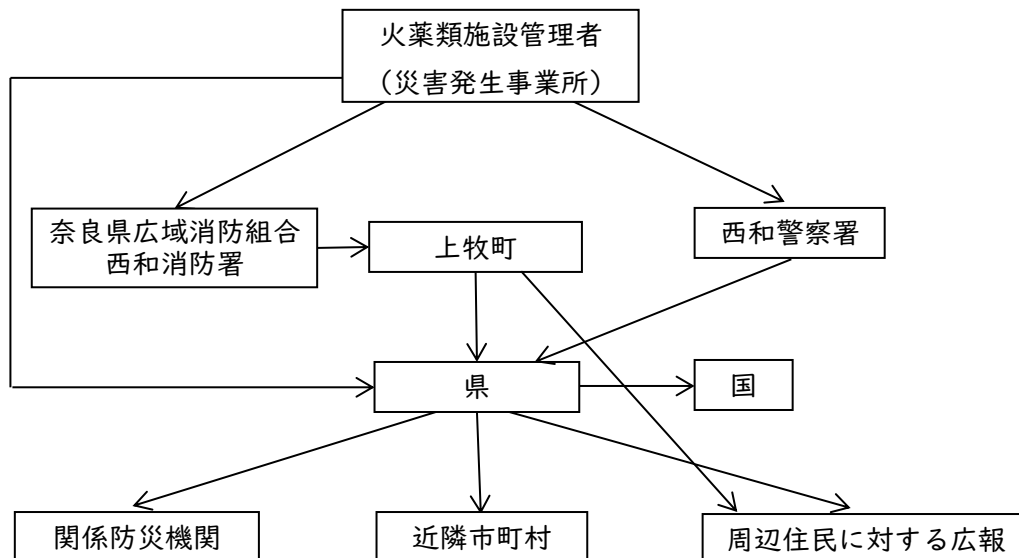 火薬類施設管理者
（災害発生事業所）
奈良県広域消防組合
西和消防署
上牧町
西和警察署
県
国
関係防災機関
近隣市町村
周辺住民に対する広報